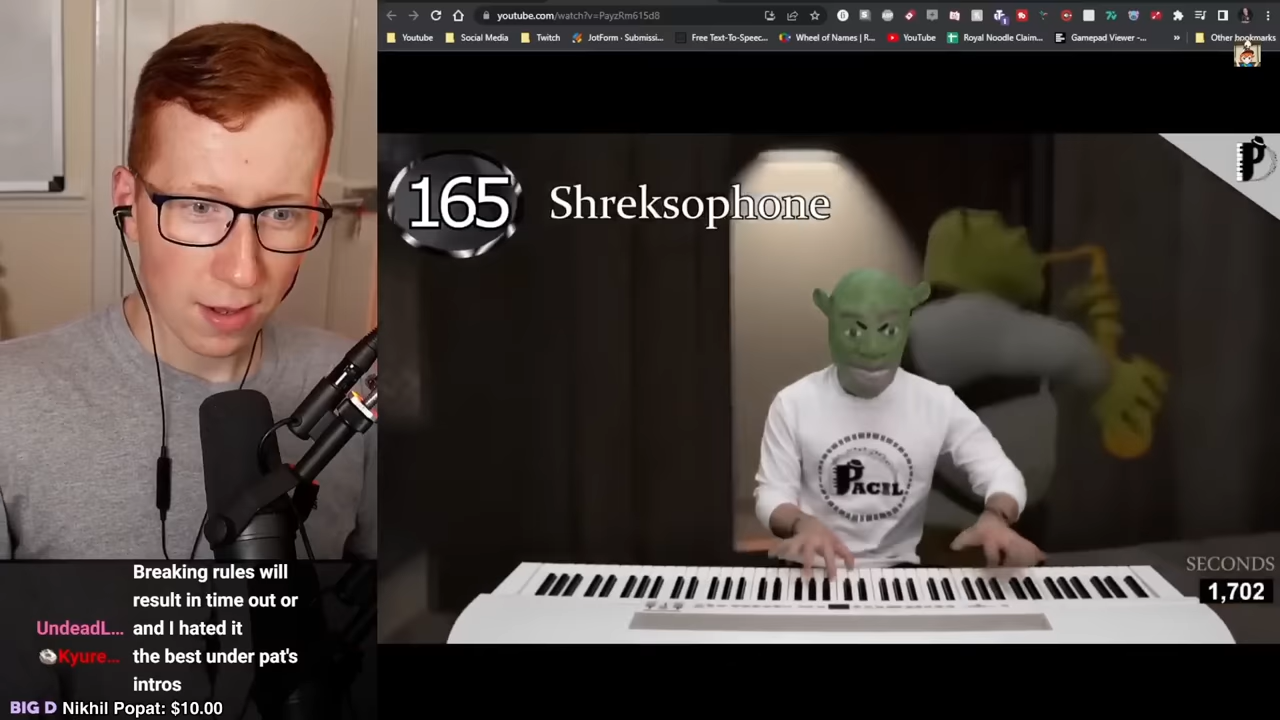 youtube.com/watch?v=PayzRm615d8
Youtube
Social Media
Twitch
JotForm - Submissi...
Free Text-To-Speec...
Wheel of Names | R...
YouTube
Royal Noodle Claim...
Gamepad Viewer -...
»
Other bookmarks
165
Shreksophone
P
PACIL
SECONDS
1,702
Breaking rules will
result in time out or
UndeadL... and I hated it
Kyure... the best under pat's
intros
BIG D Nikhil Popat: $10.00